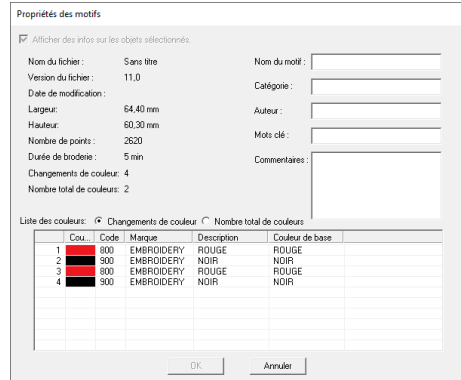 Propriétés des motifs
Afficher des infos sur les objets sélectionnés.
Nom du fichier : Sans titre
Nom du motif :
Version du fichier : 11,0
Catégorie :
Date de modification :
Largeur: 64,40 mm
Auteur :
Hauteur: 60,30 mm
Mots clé :
Nombre de points : 2620
Durée de broderie : 5 min
Commentaires :
Changements de couleur: 4
Nombre total de couleurs: 2
Liste des couleurs: Changements de couleur Nombre total de couleurs
Cou... Code Marque Description Couleur de base
1 800 EMBROIDERY ROUGE ROUGE
2 900 EMBROIDERY NOIR NOIR
3 800 EMBROIDERY ROUGE ROUGE
4 900 EMBROIDERY NOIR NOIR
OK Annuler